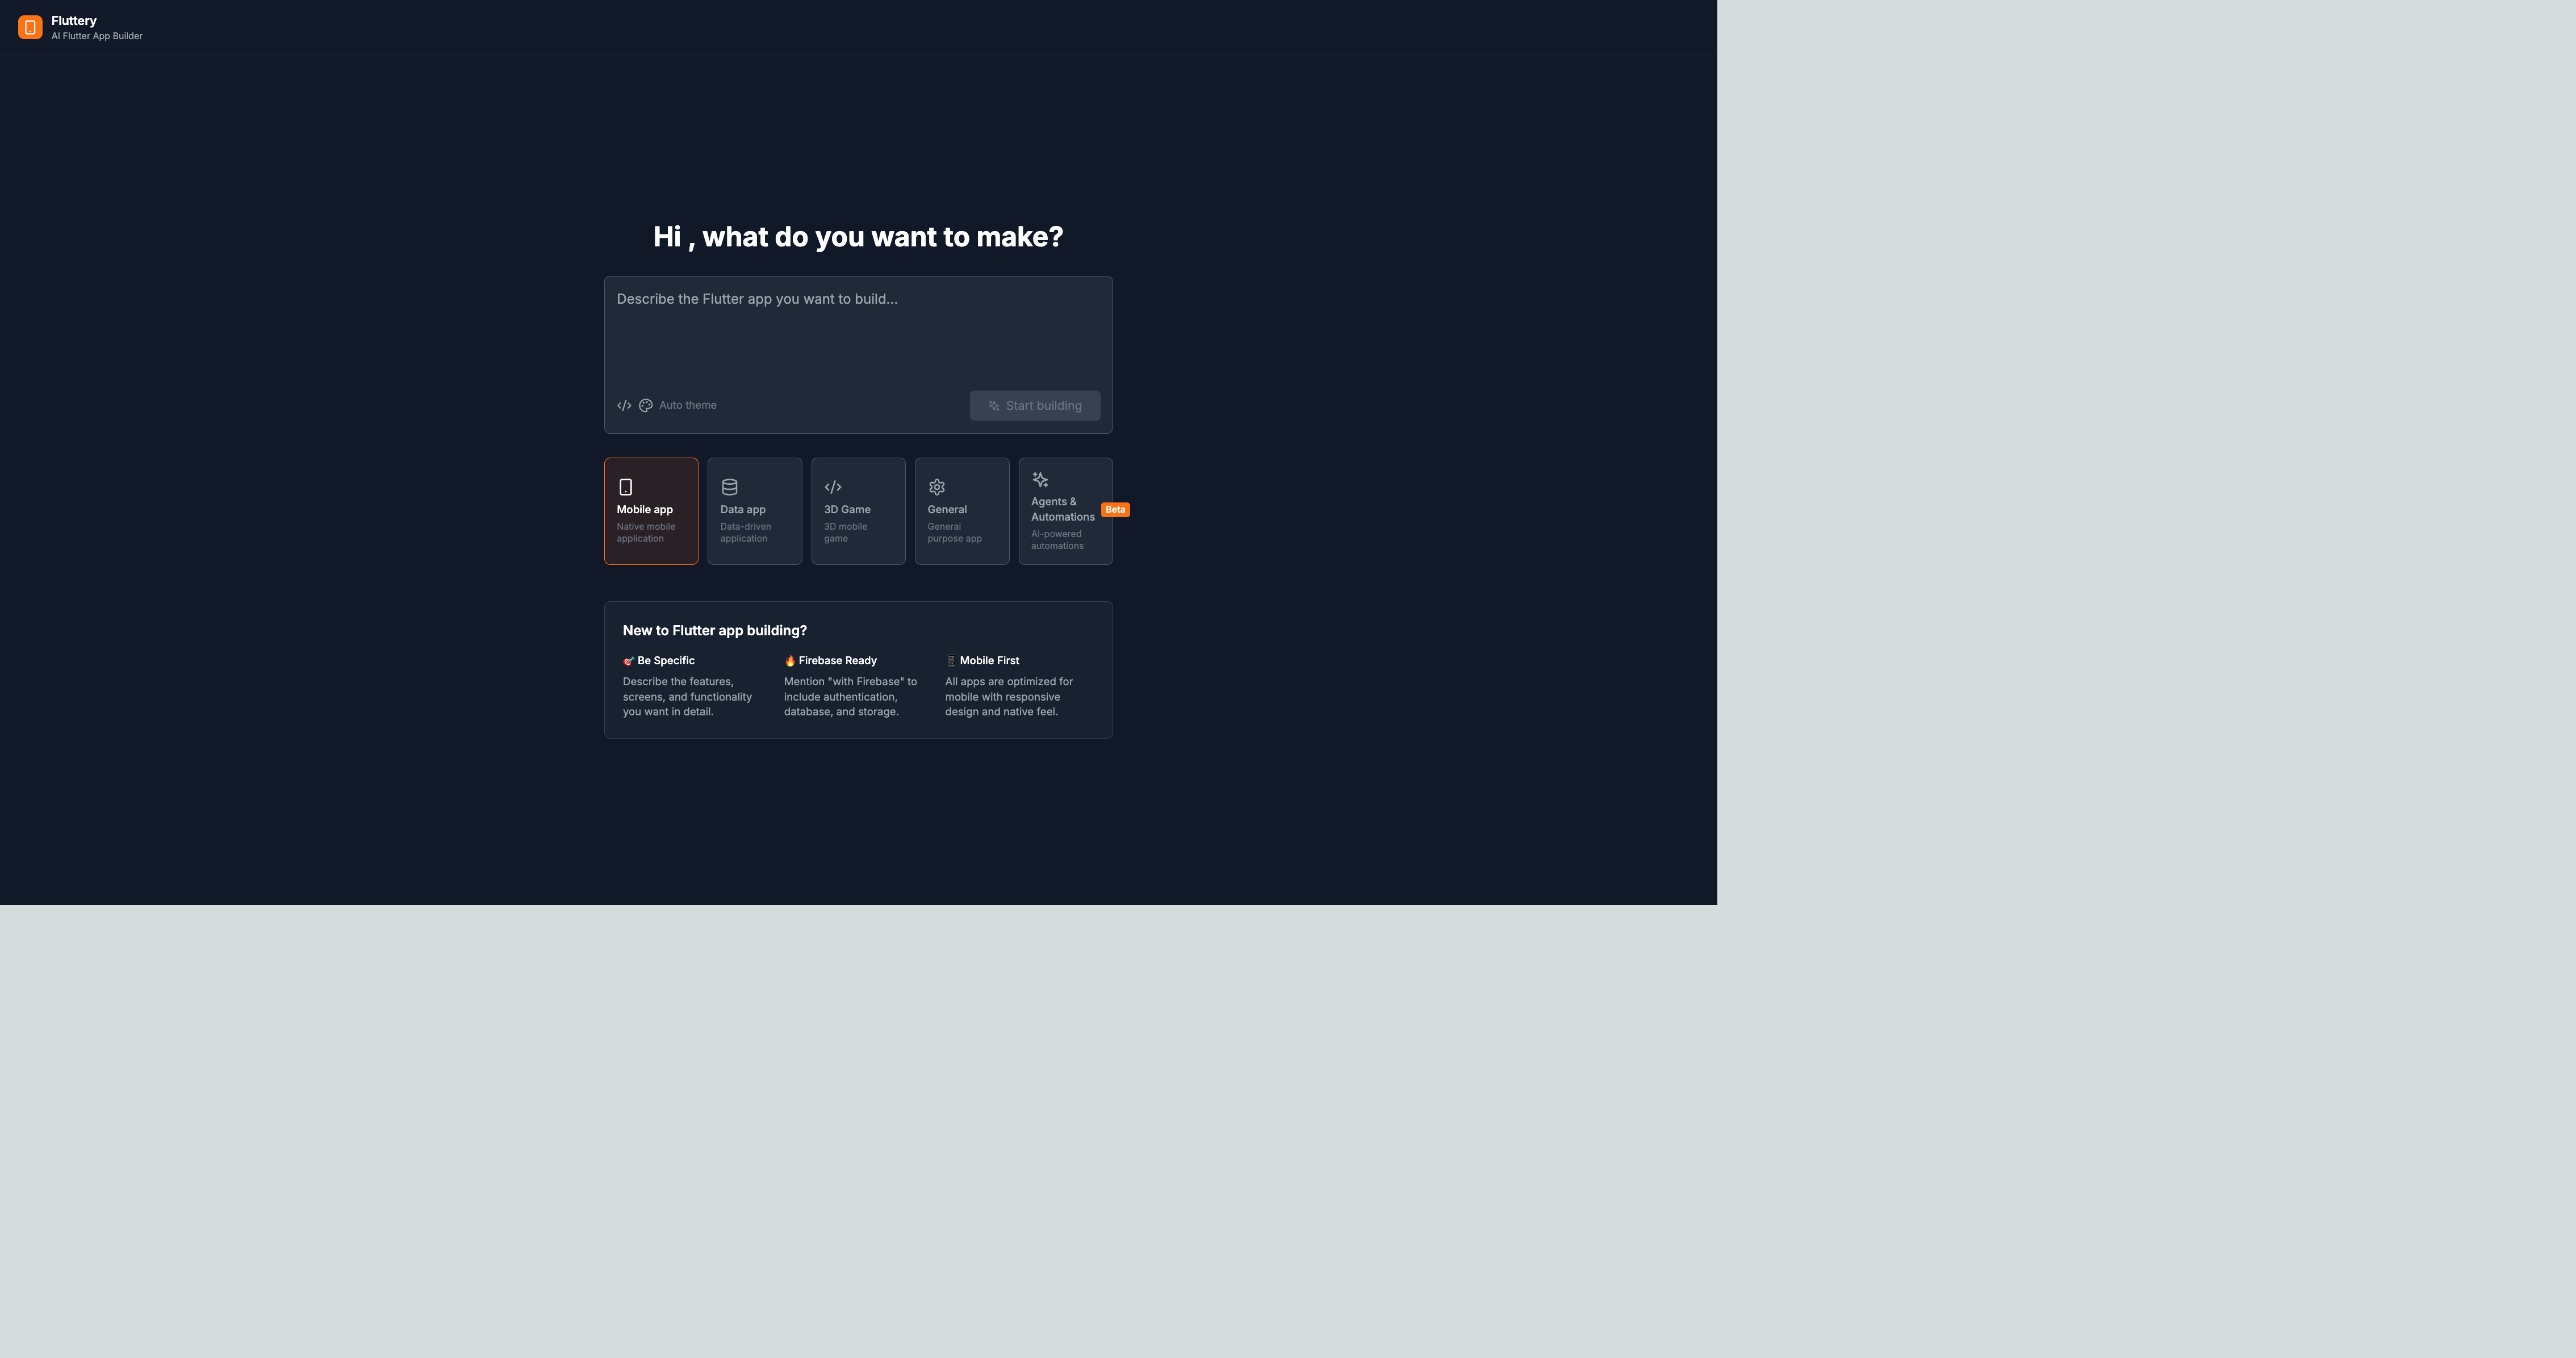 Fluttery
AI Flutter App Builder
Hi , what do you want to make?
Describe the Flutter app you want to build...
Auto theme
Start building
Mobile app
Native mobile
application
Data app
Data-driven
application
3D Game
3D mobile
game
General
General
purpose app
Agents &
Automations
Beta
AI-powered
automations
New to Flutter app building?
🎯 Be Specific
Describe the features,
screens, and functionality
you want in detail.
🔥 Firebase Ready
Mention "with Firebase" to
include authentication,
database, and storage.
📱 Mobile First
All apps are optimized for
mobile with responsive
design and native feel.